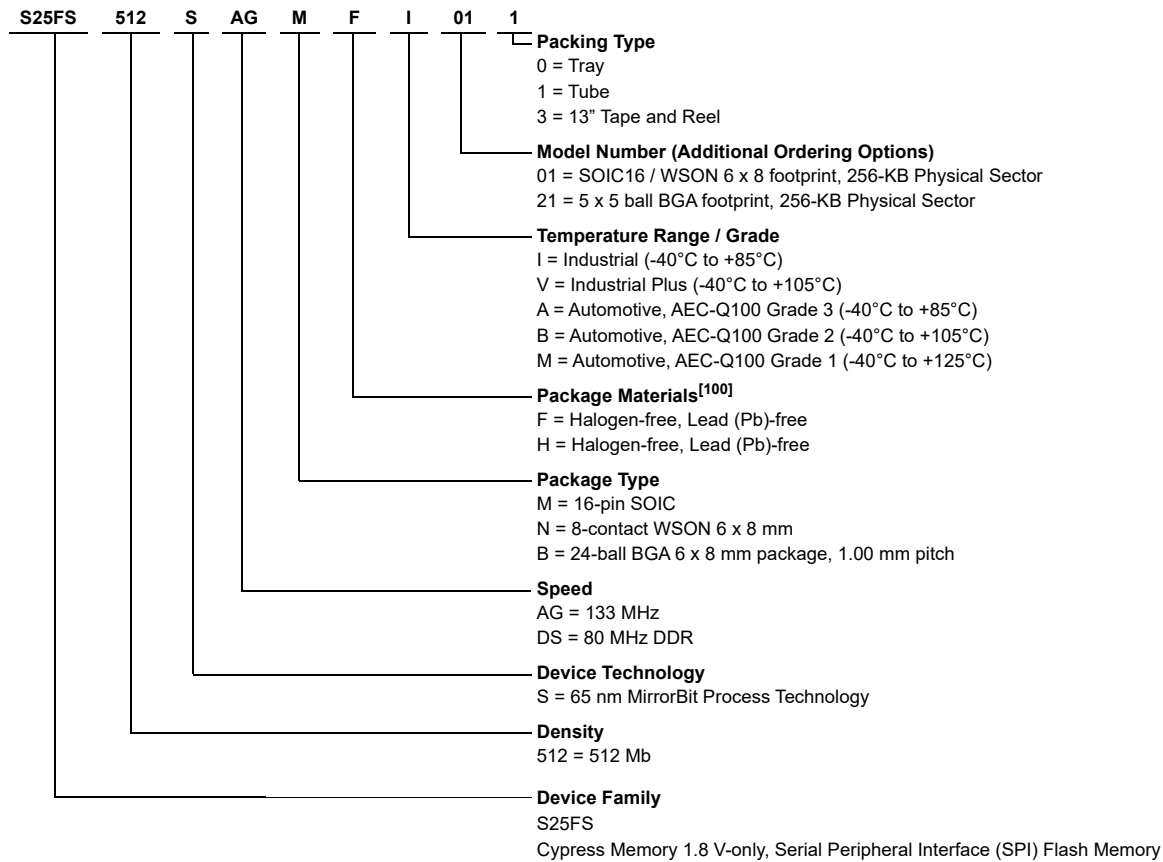 S25FS 512 S AG M F I 01 1
Packing Type
0 = Tray
1 = Tube
3 = 13” Tape and Reel
Model Number (Additional Ordering Options)
01 = SOIC16 / WSON 6 x 8 footprint, 256-KB Physical Sector
21 = 5 x 5 ball BGA footprint, 256-KB Physical Sector
Temperature Range / Grade
I = Industrial (-40°C to +85°C)
V = Industrial Plus (-40°C to +105°C)
A = Automotive, AEC-Q100 Grade 3 (-40°C to +85°C)
B = Automotive, AEC-Q100 Grade 2 (-40°C to +105°C)
M = Automotive, AEC-Q100 Grade 1 (-40°C to +125°C)
Package Materials[100]
F = Halogen-free, Lead (Pb)-free
H = Halogen-free, Lead (Pb)-free
Package Type
M = 16-pin SOIC
N = 8-contact WSON 6 x 8 mm
B = 24-ball BGA 6 x 8 mm package, 1.00 mm pitch
Speed
AG = 133 MHz
DS = 80 MHz DDR
Device Technology
S = 65 nm MirrorBit Process Technology
Density
512 = 512 Mb
Device Family
S25FS
Cypress Memory 1.8 V-only, Serial Peripheral Interface (SPI) Flash Memory